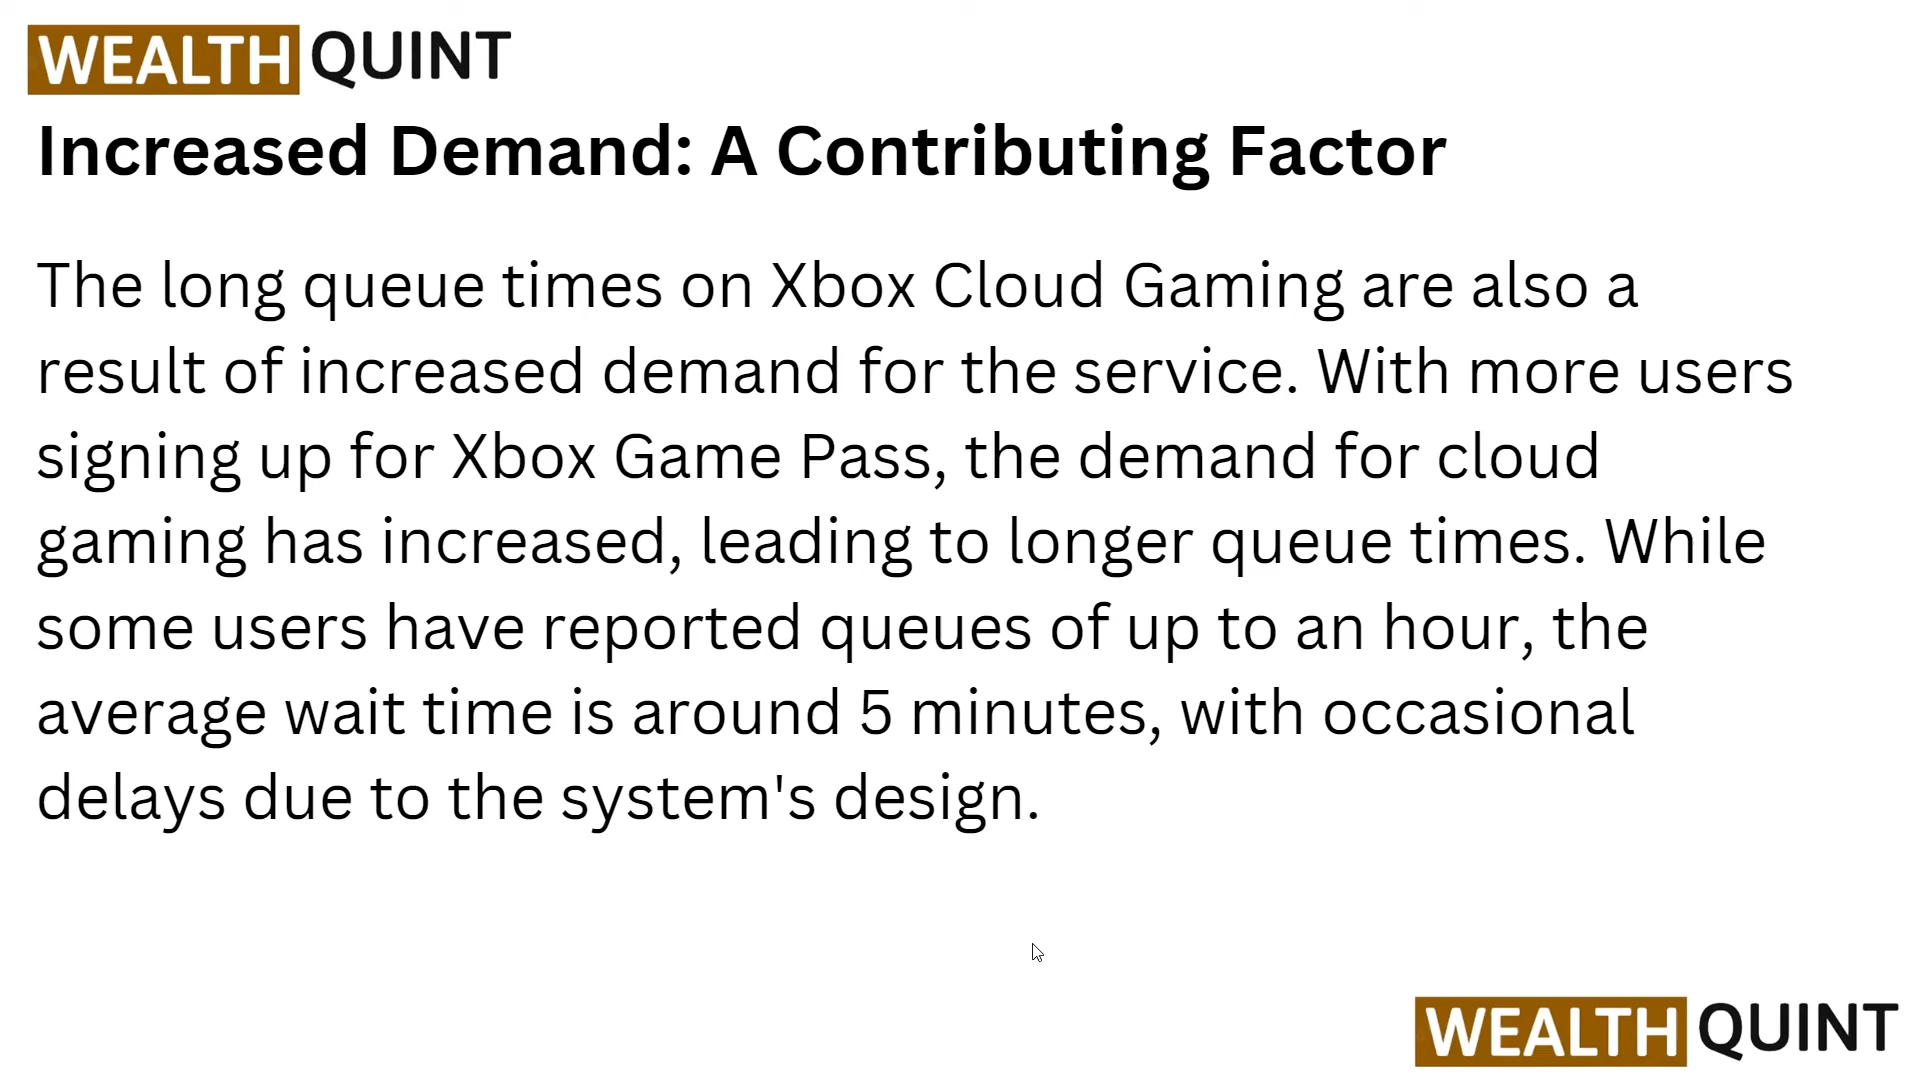 WEALTH QUINT
Increased Demand: A Contributing Factor
The long queue times on Xbox Cloud Gaming are also a
result of increased demand for the service. With more users
signing up for Xbox Game Pass, the demand for cloud
gaming has increased, leading to longer queue times. While
some users have reported queues of up to an hour, the
average wait time is around 5 minutes, with occasional
delays due to the system's design.
WEALTH QUINT